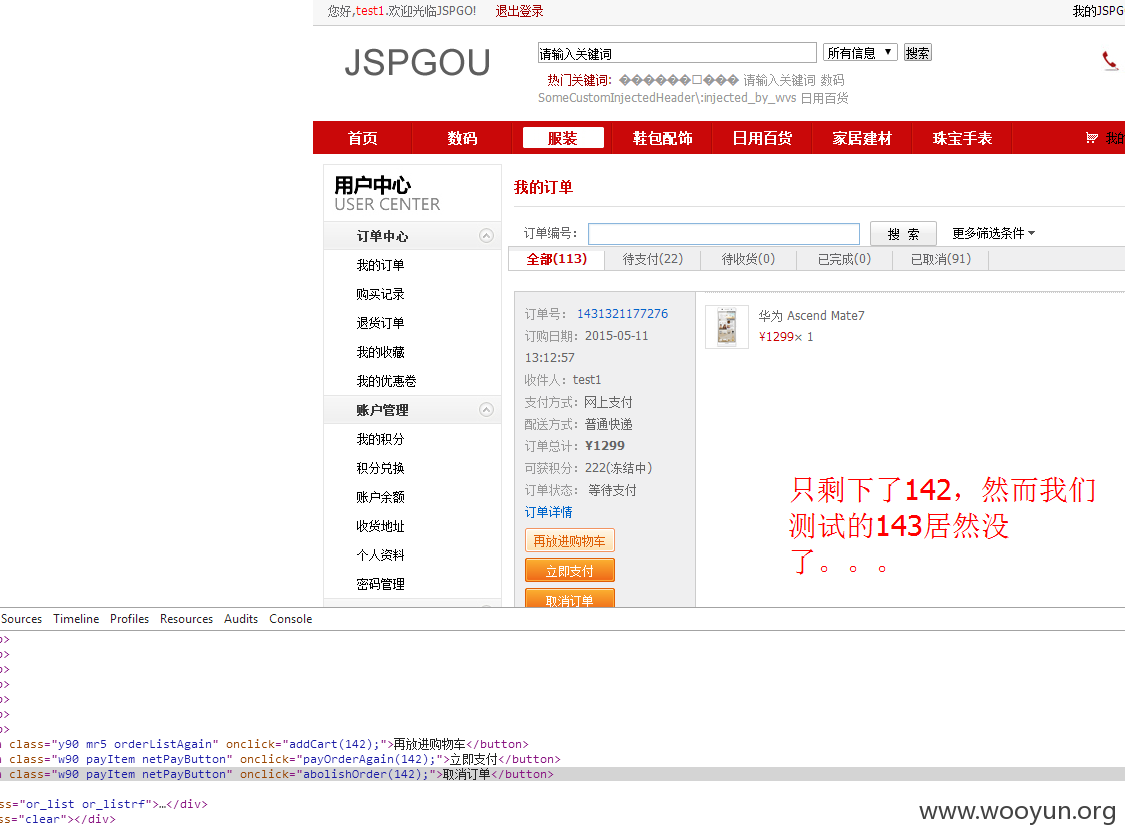 您好,test1.欢迎光临JSPGO! 退出登录 我的JSPG
JSPGOU
请输入关键词 所有信息 搜索
热门关键词: ������□��� 请输入关键词 数码
SomeCustomInjectedHeader\:injected_by_wvs 日用百货
首页 数码 服装 鞋包配饰 日用百货 家居建材 珠宝手表 我的
用户中心
USER CENTER
订单中心
我的订单
购买记录
退货订单
我的收藏
我的优惠卷
账户管理
我的积分
积分兑换
账户余额
收货地址
个人资料
密码管理
我的订单
订单编号: 搜 索 更多筛选条件
全部(113) 待支付(22) 待收货(0) 已完成(0) 已取消(91)
订单号: 1431321177276
订购日期: 2015-05-11
13:12:57
收件人: test1
支付方式: 网上支付
配送方式: 普通快递
订单总计: ¥1299
可获积分: 222(冻结中)
订单状态: 等待支付
订单详情
再放进购物车
立即支付
取消订单
华为 Ascend Mate7
¥1299× 1
只剩下了142，然而我们
测试的143居然没
了。。。
Sources Timeline Profiles Resources Audits Console
>
>
>
>
>
>
>
class="y90 mr5 orderListAgain" onclick="addCart(142);">再放进购物车</button>
class="w90 payItem netPayButton" onclick="payOrderAgain(142);">立即支付</button>
class="w90 payItem netPayButton" onclick="abolishOrder(142);">取消订单</button>
ss="or_list or_listrf">…</div>
ss="clear"></div>
www.wooyun.org